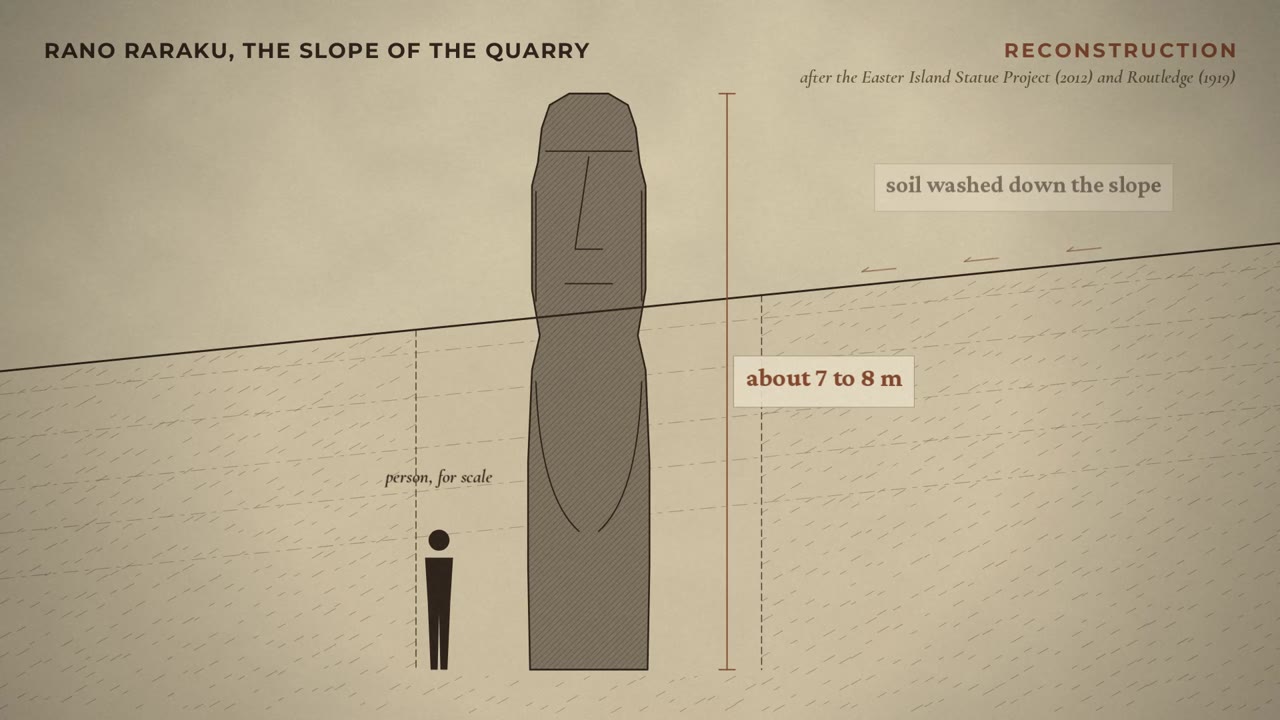 RANO RARAKU, THE SLOPE OF THE QUARRY
RECONSTRUCTION
after the Easter Island Statue Project (2012) and Routledge (1919)
soil washed down the slope
about 7 to 8 m
person, for scale